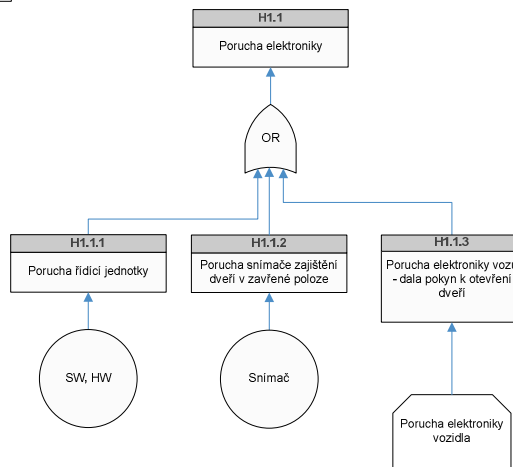 H1.1
Porucha elektroniky
OR
H1.1.1
Porucha řídicí jednotky
H1.1.2
Porucha snímače zajištění
dveří v zavřené poloze
H1.1.3
Porucha elektroniky vozu
- dala pokyn k otevření
dveří
SW, HW
Snímač
Porucha elektroniky
vozidla